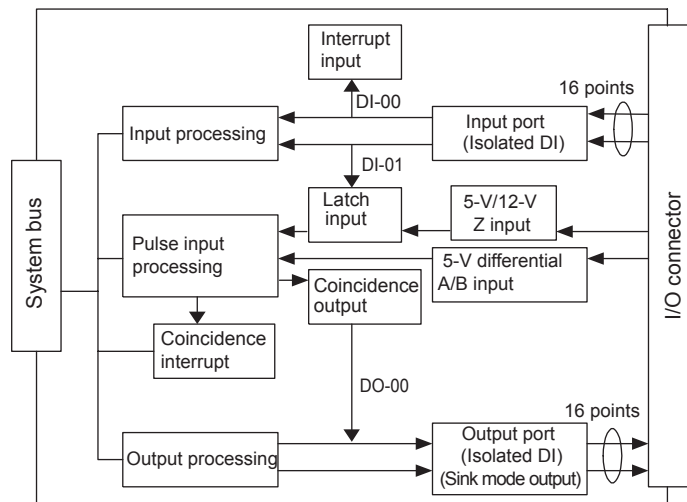 Interrupt
input
16 points
DI-00
Input processing
Input port
(Isolated DI)
DI-01
Latch
input
5-V/12-V
Z input
System bus
I/O connector
Pulse input
processing
5-V differential
A/B input
Coincidence
output
Coincidence
interrupt
DO-00
16 points
Output processing
Output port
(Isolated DI)
(Sink mode output)